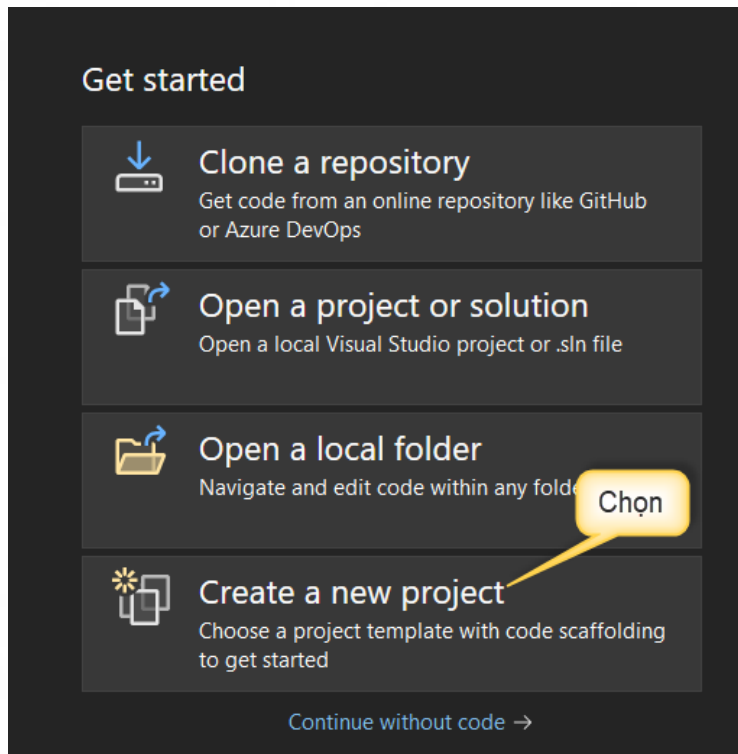 Get started
Clone a repository
Get code from an online repository like GitHub
or Azure DevOps
Open a project or solution
Open a local Visual Studio project or .sln file
Open a local folder
Navigate and edit code within any folde
Chọn
Create a new project
Choose a project template with code scaffolding
to get started
Continue without code →